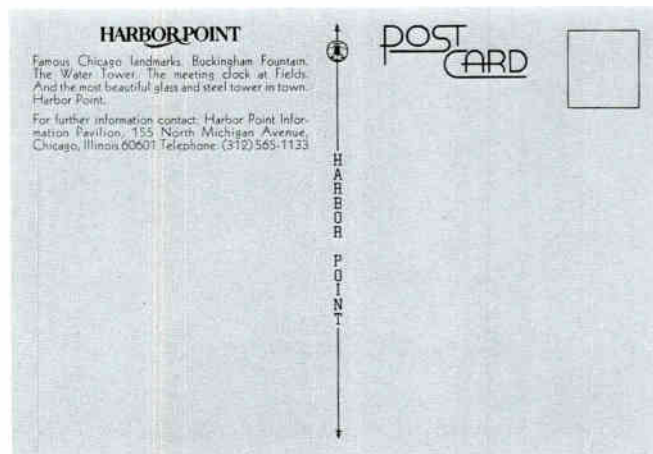 HARBOR POINT
Famous Chicago landmarks. Buckingham Fountain.
The Water Tower. The meeting clock at Fields.
And the most beautiful glass and steel tower in town.
Harbor Point.
For further information contact: Harbor Point Infor-
mation Pavilion, 155 North Michigan Avenue,
Chicago, Illinois 60601 Telephone: (312) 565-1133
HARBOR POINT
POST
CARD